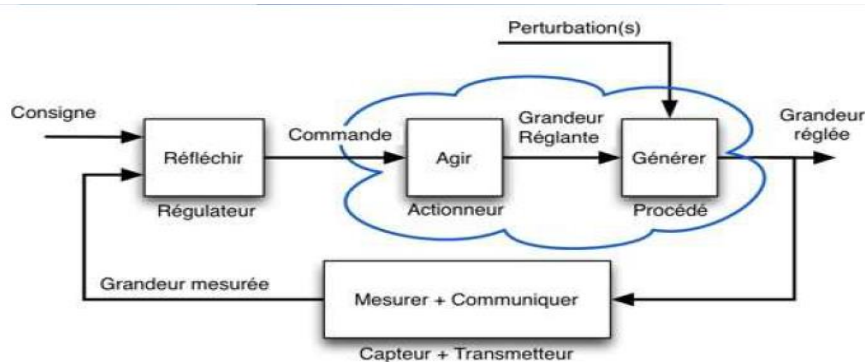 Perturbation(s)
Consigne
Commande
Grandeur
Réglante
Grandeur
réglée
Réfléchir
Agir
Générer
Régulateur
Actionneur
Procédé
Grandeur mesurée
Mesurer + Communiquer
Capteur + Transmetteur